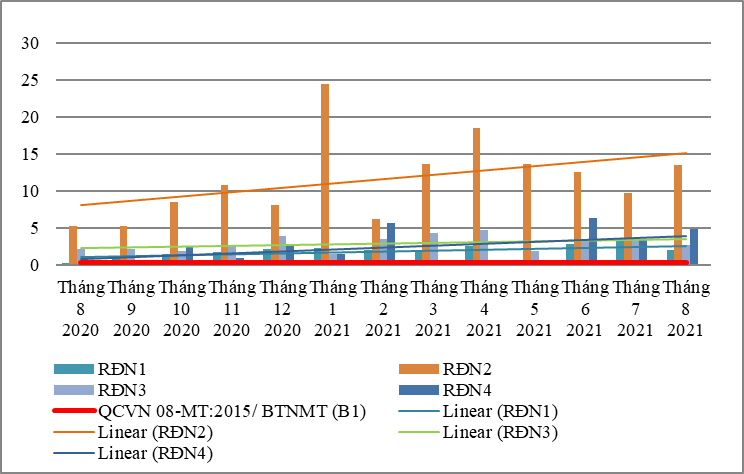 30
25
20
15
10
5
0
Tháng Tháng Tháng Tháng Tháng Tháng Tháng Tháng Tháng Tháng Tháng Tháng Tháng
8 9 10 11 12 1 2 3 4 5 6 7 8
2020 2020 2020 2020 2020 2021 2021 2021 2021 2021 2021 2021 2021
RĐN1 RĐN2
RĐN3 RĐN4
QCVN 08-MT:2015/ BTNMT (B1) Linear (RĐN1)
Linear (RĐN2) Linear (RĐN3)
Linear (RĐN4)